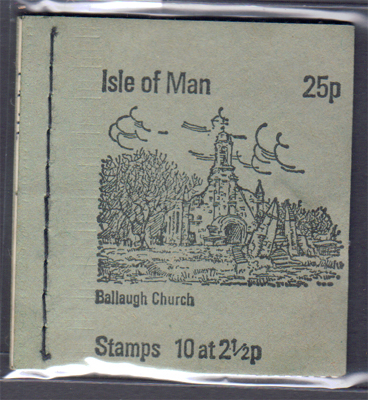 Isle of Man 25p
Ballaugh Church
Stamps 10 at 2½p